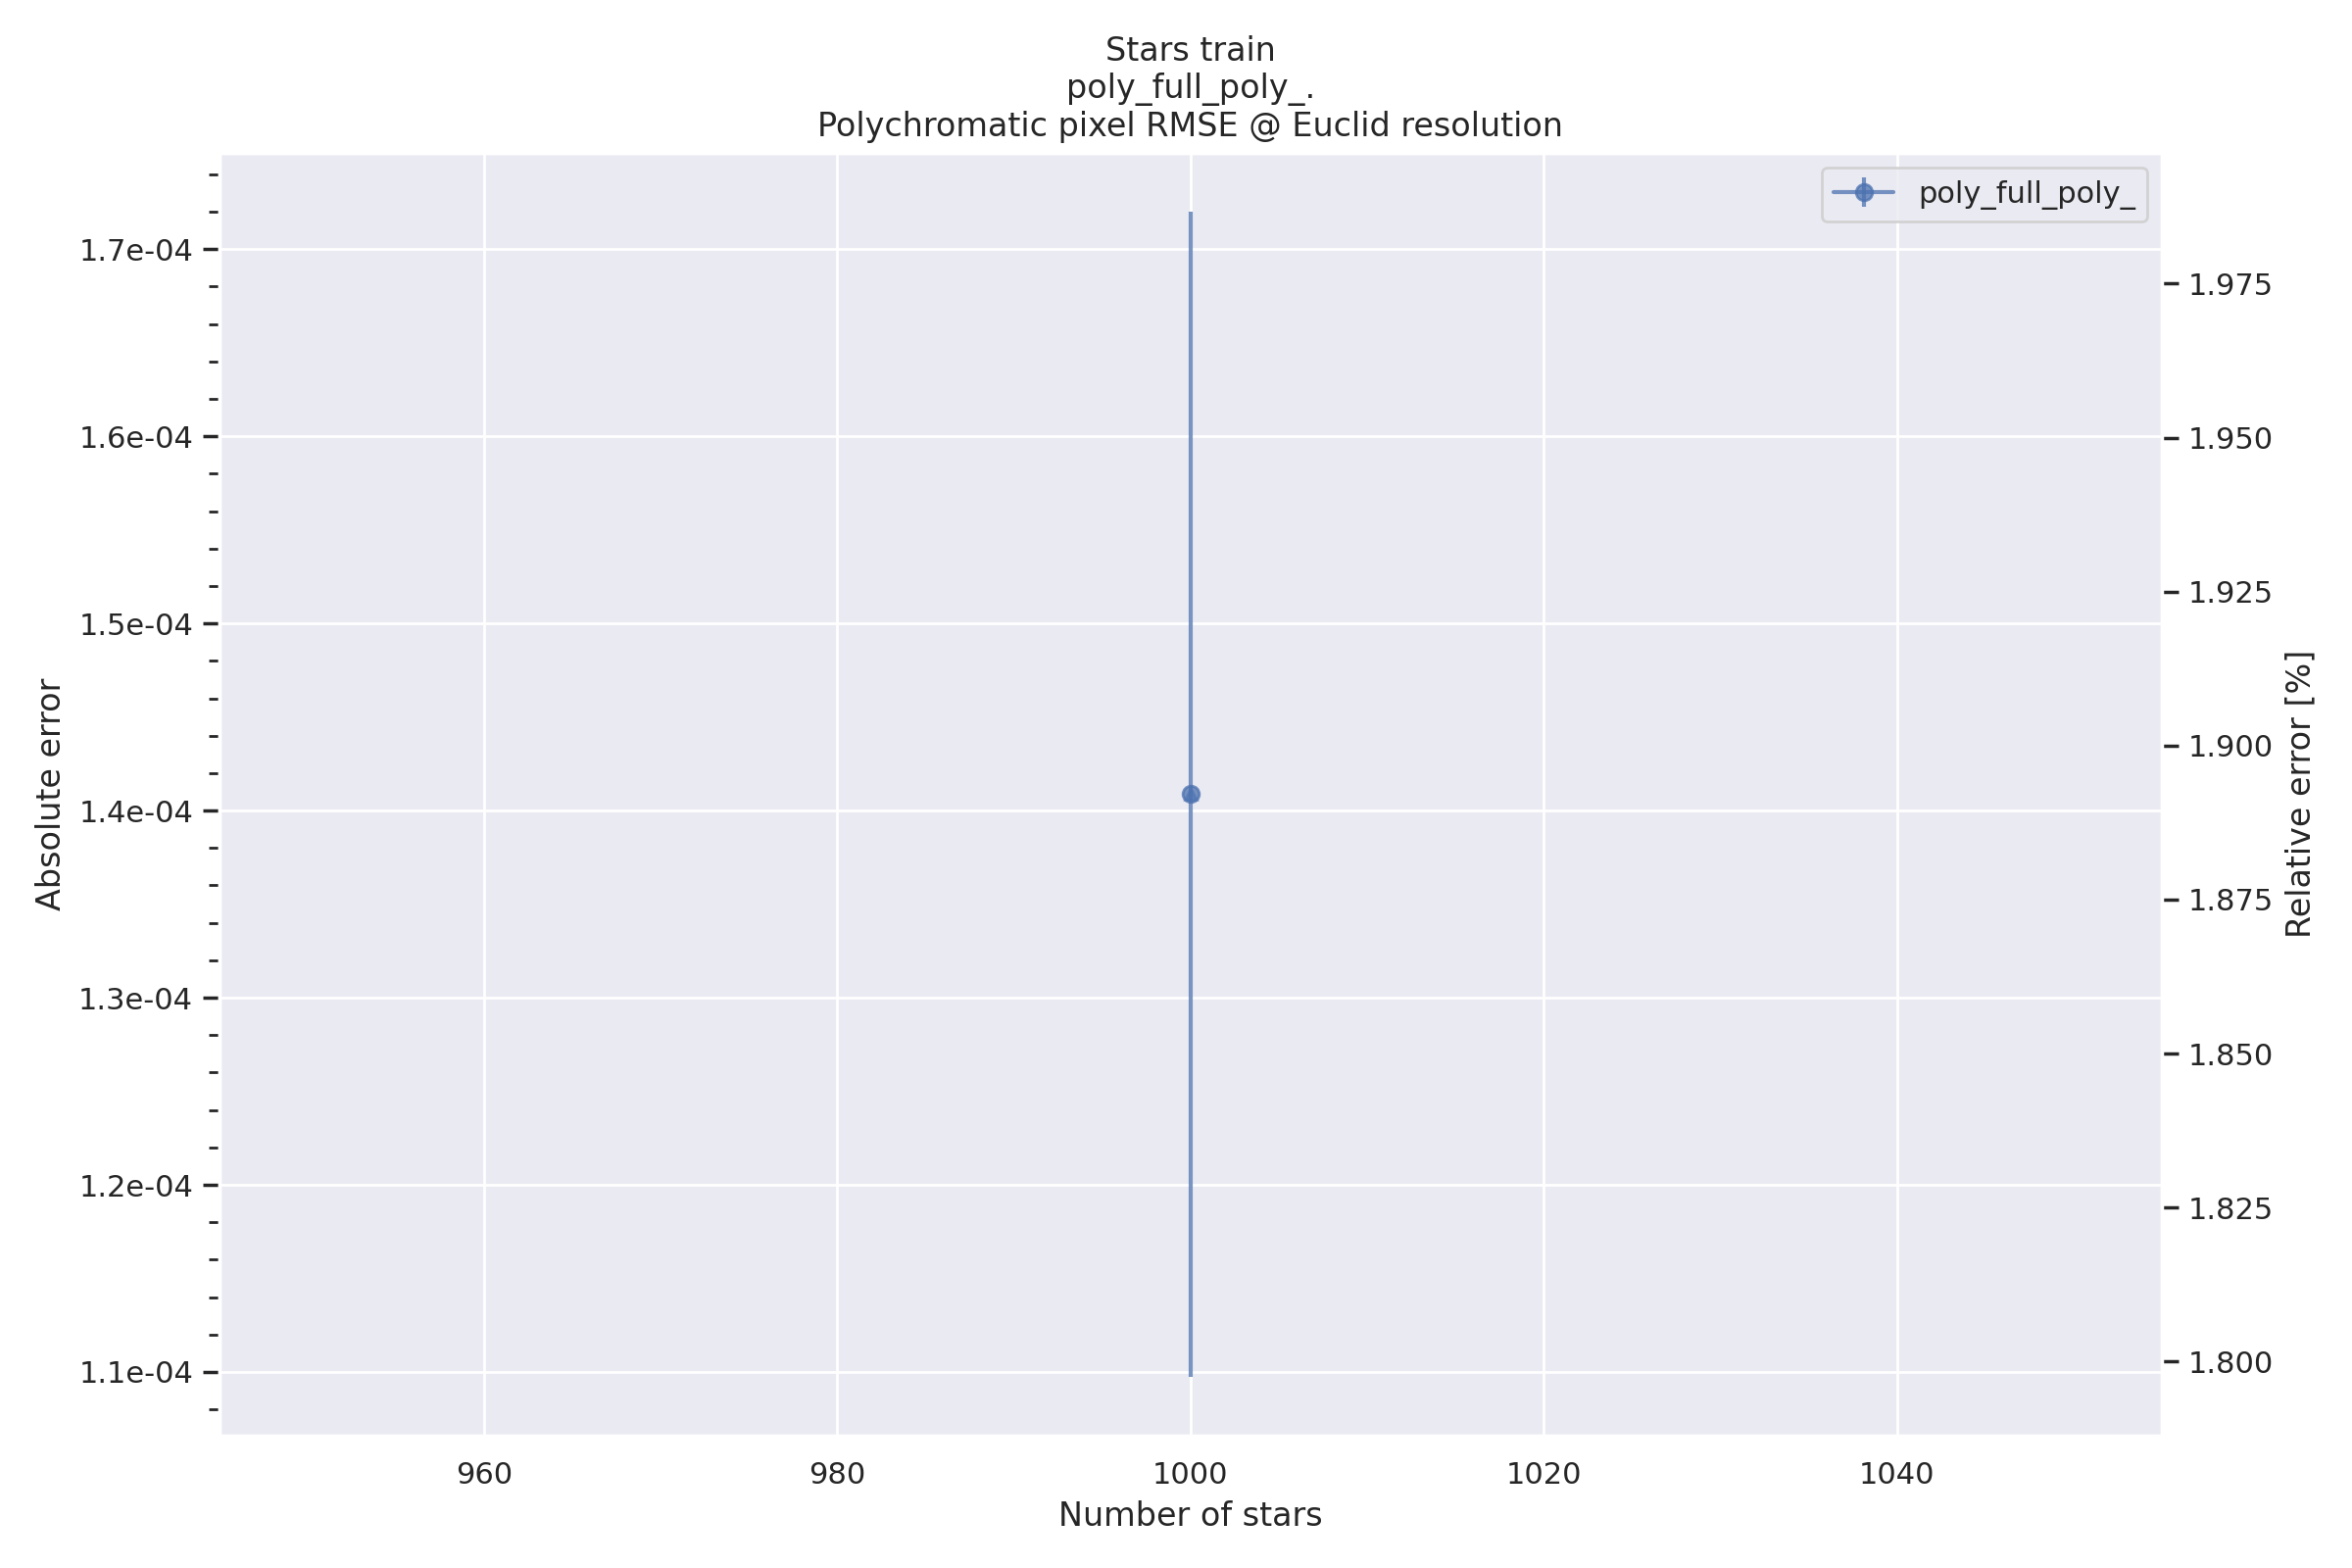 Stars train
poly_full_poly_.
Polychromatic pixel RMSE @ Euclid resolution
poly_full_poly_
1.7e-04
1.6e-04
1.5e-04
1.4e-04
1.3e-04
1.2e-04
1.1e-04
Absolute error
1.975
1.950
1.925
1.900
1.875
1.850
1.825
1.800
Relative error [%]
960
980
1000
1020
1040
Number of stars